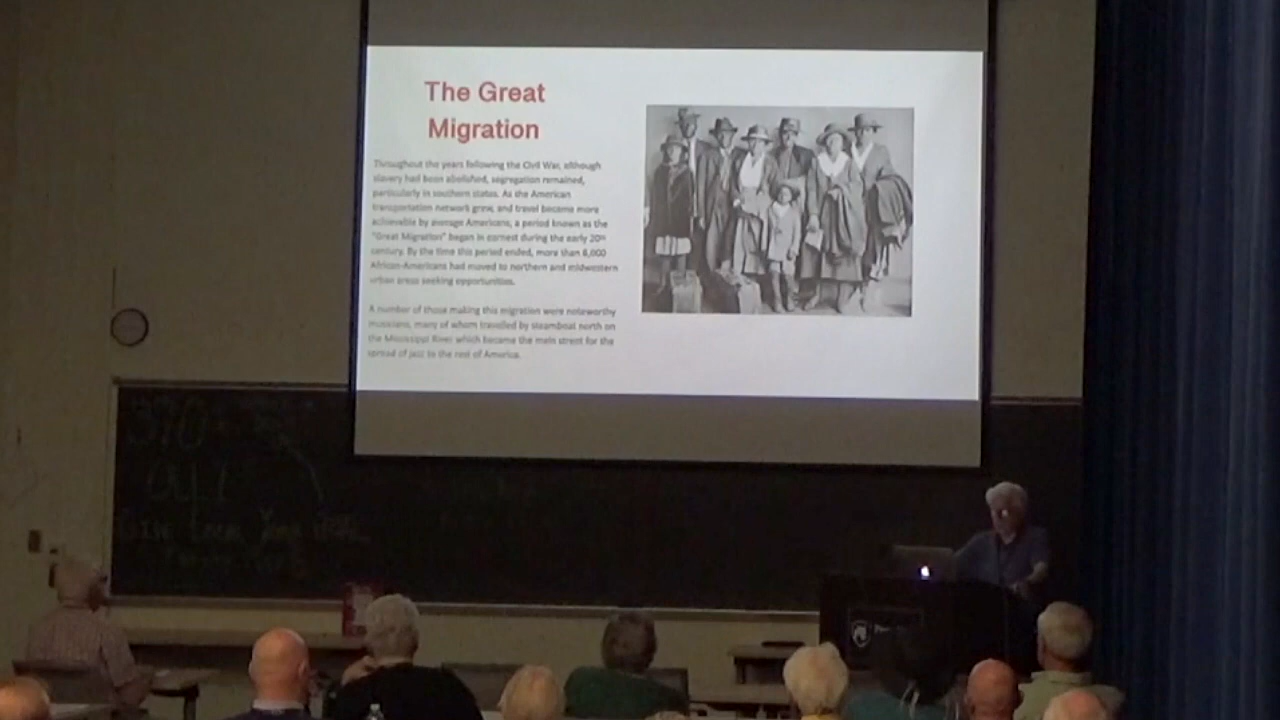 The Great
Migration
Throughout the years following the Civil War, although
slavery had been abolished, segregation remained,
particularly in southern states. As the American
transportation network grew, and travel became more
achievable by average Americans, a period known as the
"Great Migration" began in earnest during the early 20th
century. By the time this period ended, more than 6,000
African-Americans had moved to northern and midwestern
urban areas seeking opportunities.
A number of those making this migration were noteworthy
musicians, many of whom travelled by steamboat north on
the Mississippi River which became the main street for the
spread of jazz to the rest of America.